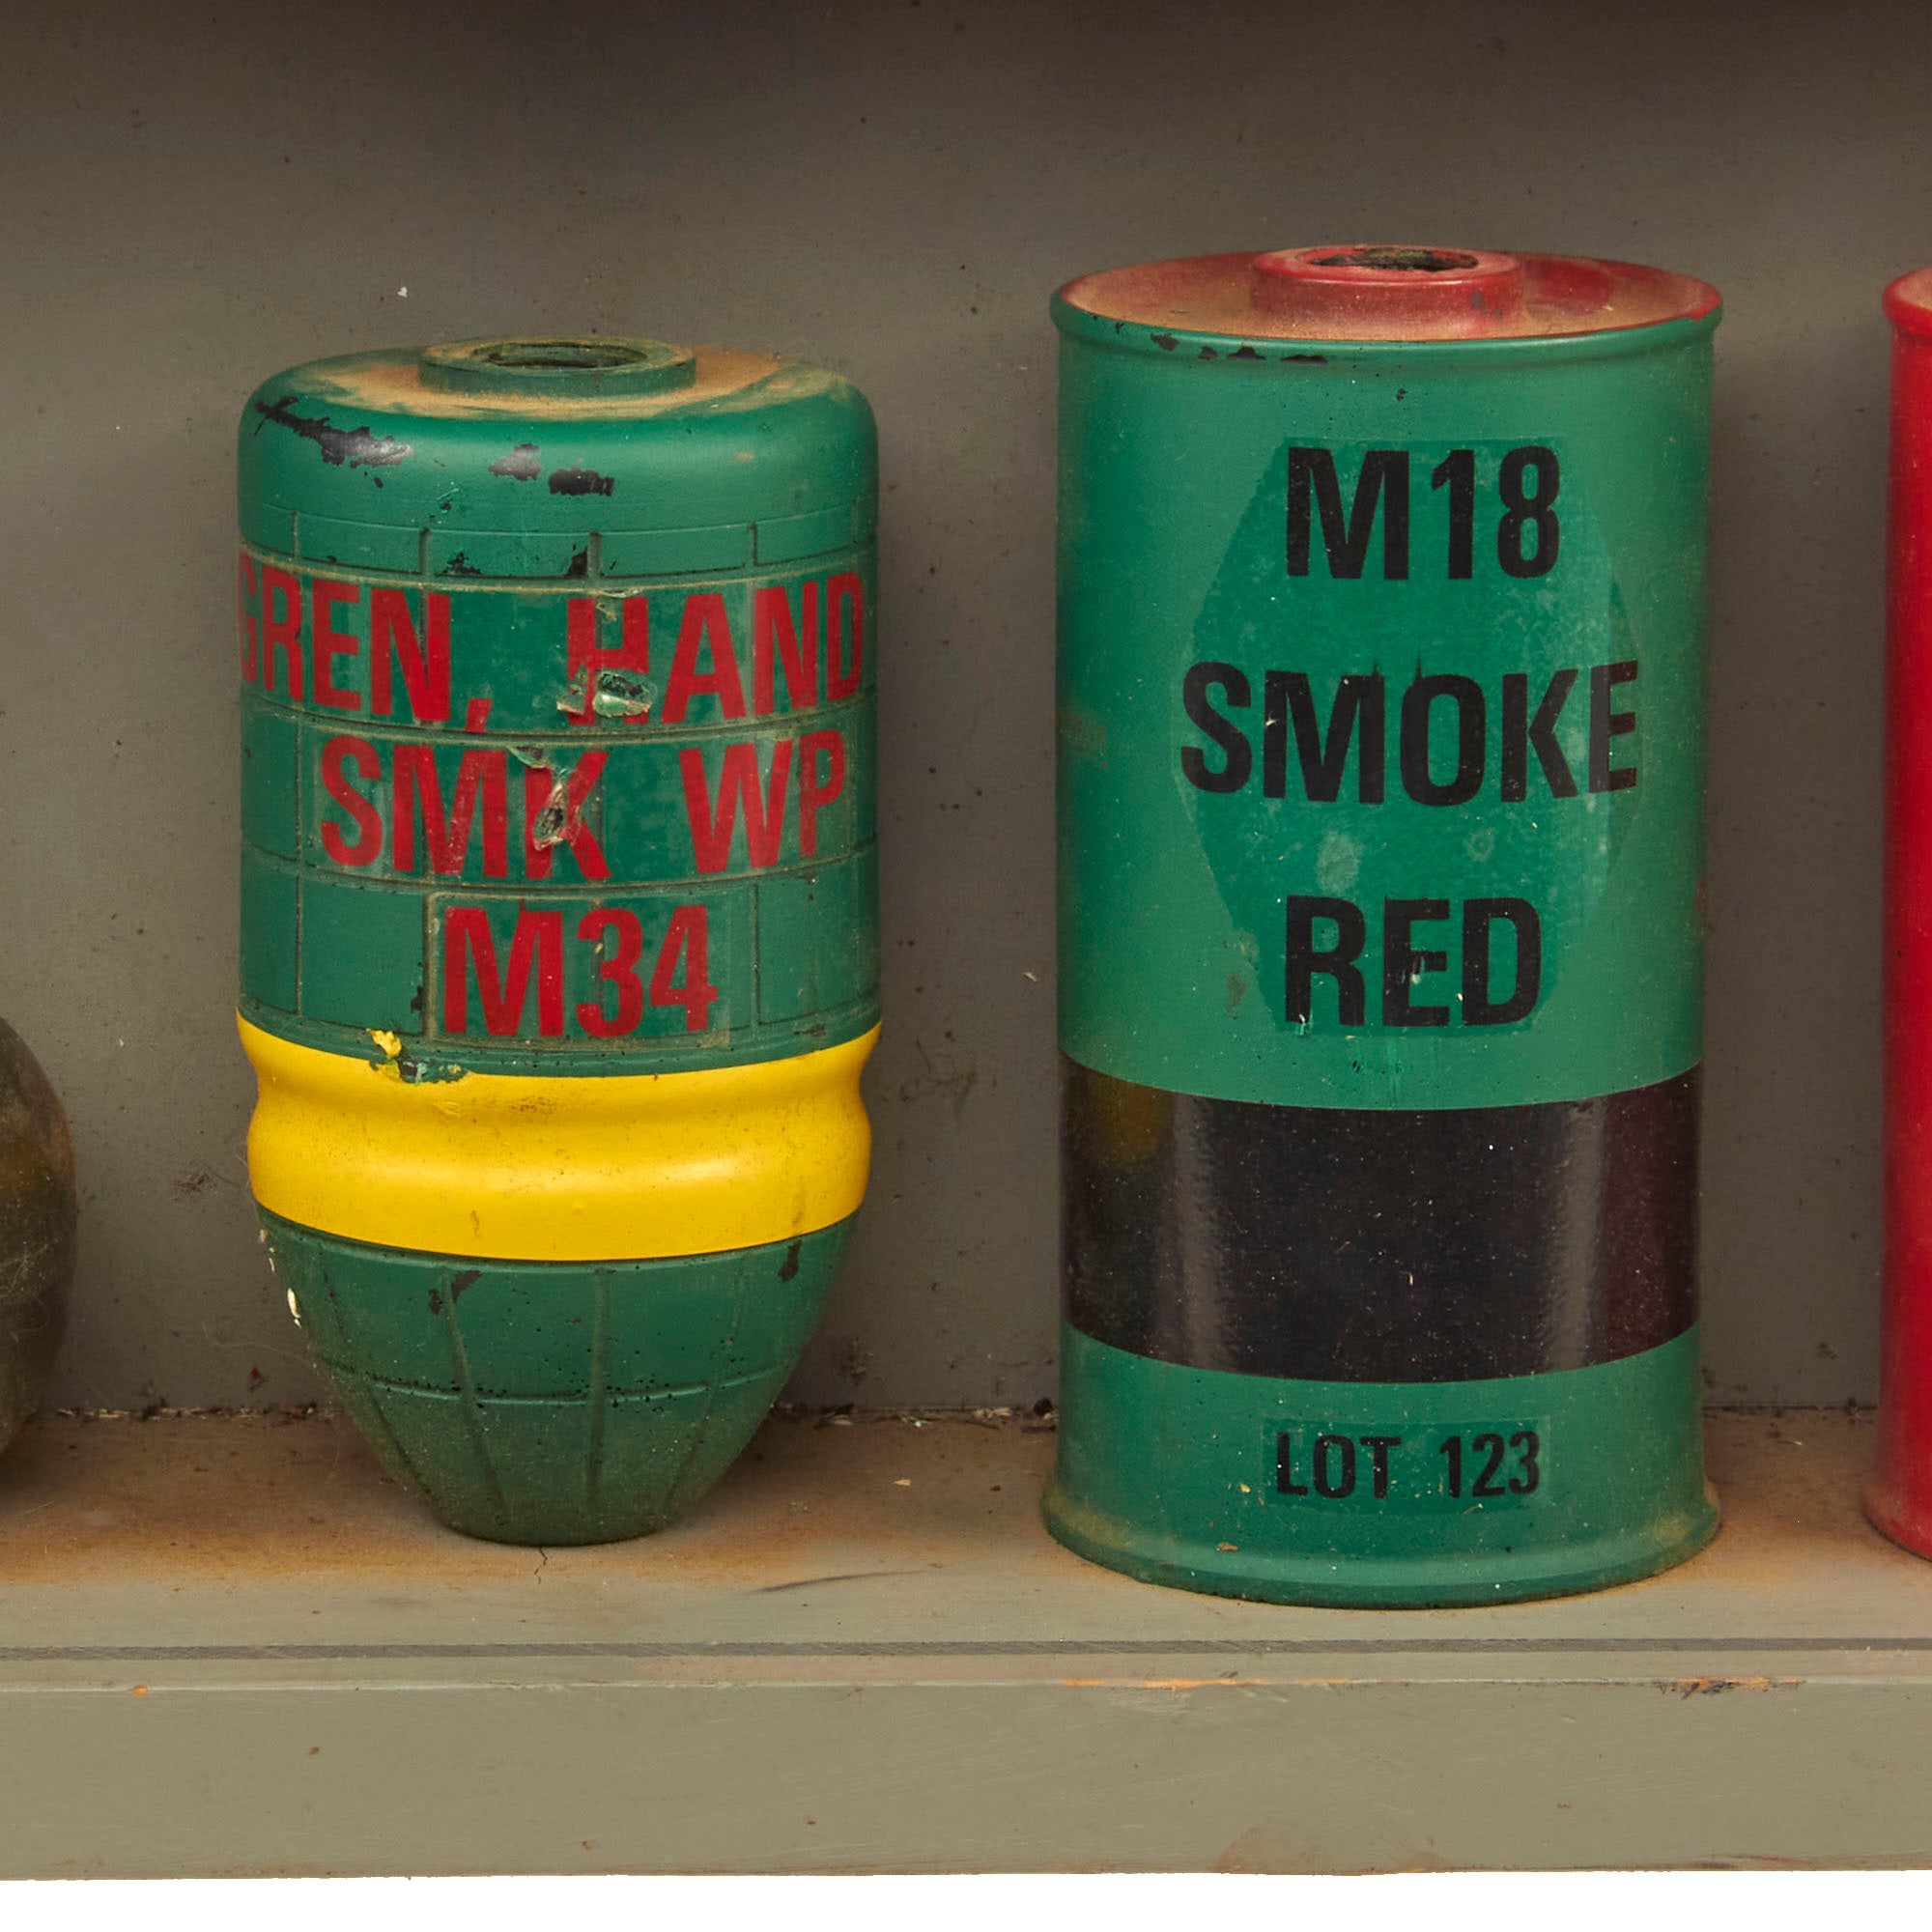 GREN, HAND
SMK WP
M34
M18
SMOKE
RED
LOT 123